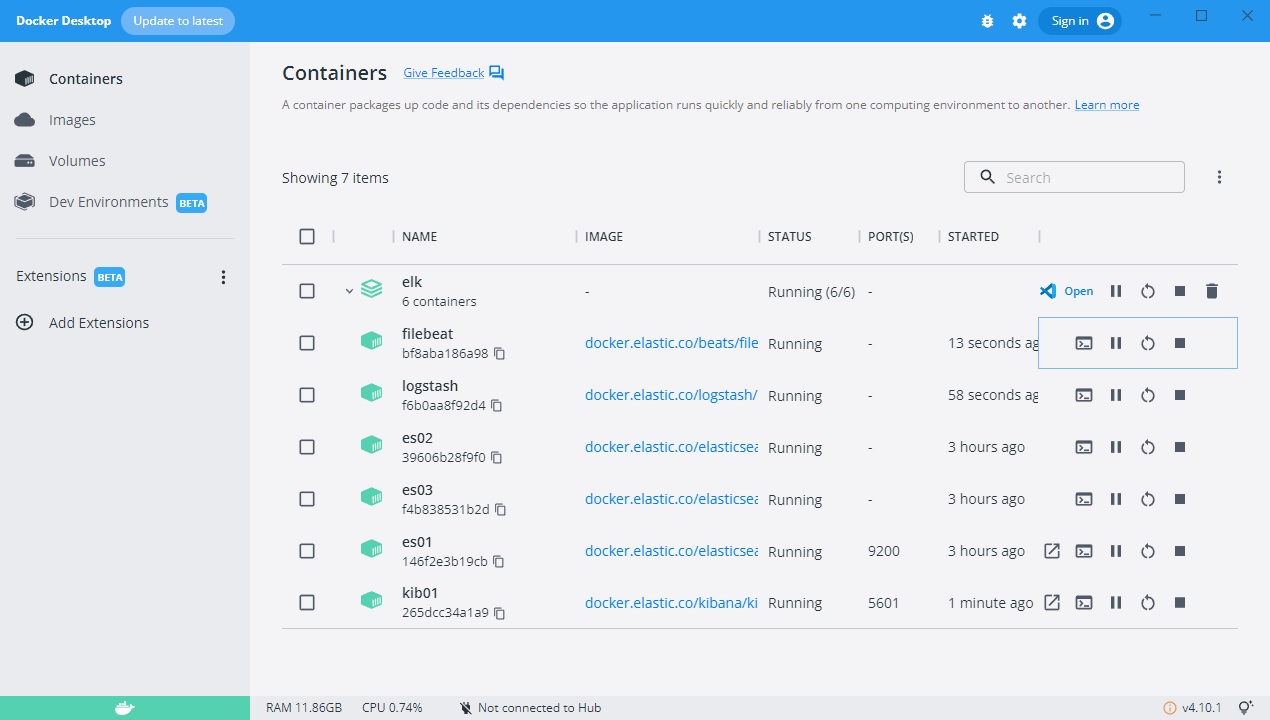 Docker Desktop Update to latest Sign in
Containers
Images
Volumes
Dev Environments BETA
Extensions BETA
Add Extensions
Containers Give Feedback
A container packages up code and its dependencies so the application runs quickly and reliably from one computing environment to another. Learn more
Showing 7 items Search
NAME IMAGE STATUS PORT(S) STARTED
elk
6 containers - Running (6/6) - Open
filebeat
bf8aba186a98 docker.elastic.co/beats/file Running - 13 seconds ag
logstash
f6b0aa8f92d4 docker.elastic.co/logstash/ Running - 58 seconds ag
es02
39606b28f9f0 docker.elastic.co/elasticsea Running - 3 hours ago
es03
f4b838531b2d docker.elastic.co/elasticsea Running - 3 hours ago
es01
146f2e3b19cb docker.elastic.co/elasticsea Running 9200 3 hours ago
kib01
265dcc34a1a9 docker.elastic.co/kibana/ki Running 5601 1 minute ago
RAM 11.86GB CPU 0.74% Not connected to Hub v4.10.1